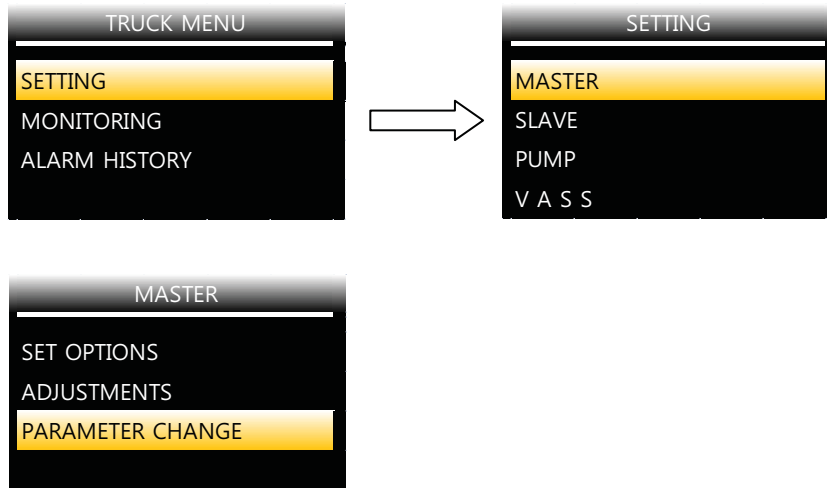 TRUCK MENU
SETTING
MONITORING
ALARM HISTORY
SETTING
MASTER
SLAVE
PUMP
V A S S
MASTER
SET OPTIONS
ADJUSTMENTS
PARAMETER CHANGE